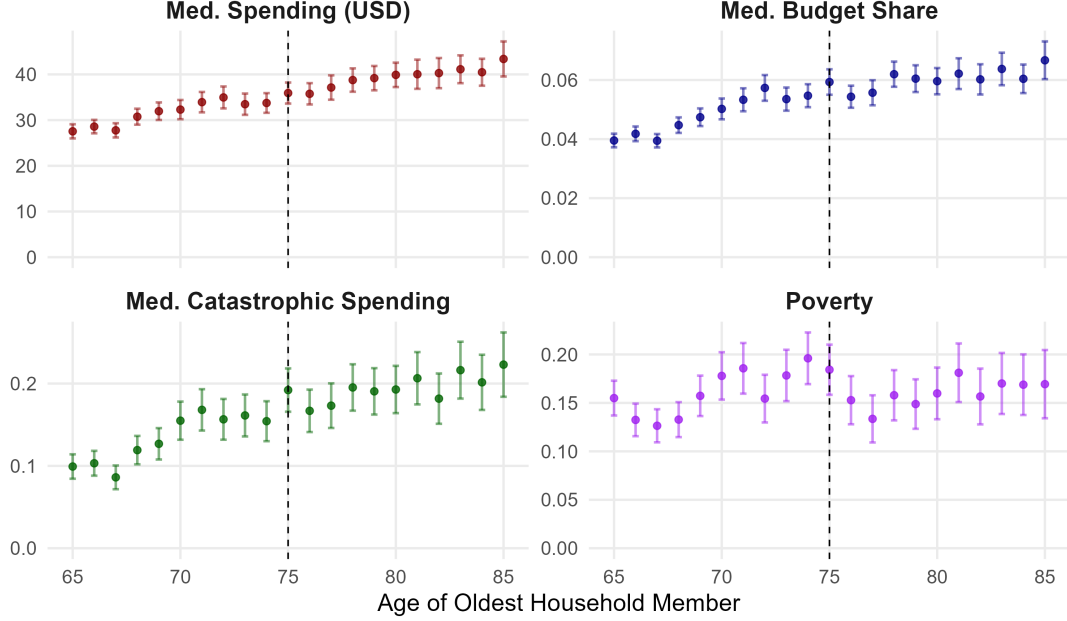 Med. Spending (USD)
Med. Budget Share
40
30
20
10
0
0.06
0.04
0.02
0.00
Med. Catastrophic Spending
Poverty
0.2
0.1
0.0
0.20
0.15
0.10
0.05
0.00
65 70 75 80 85
65 70 75 80 85
Age of Oldest Household Member